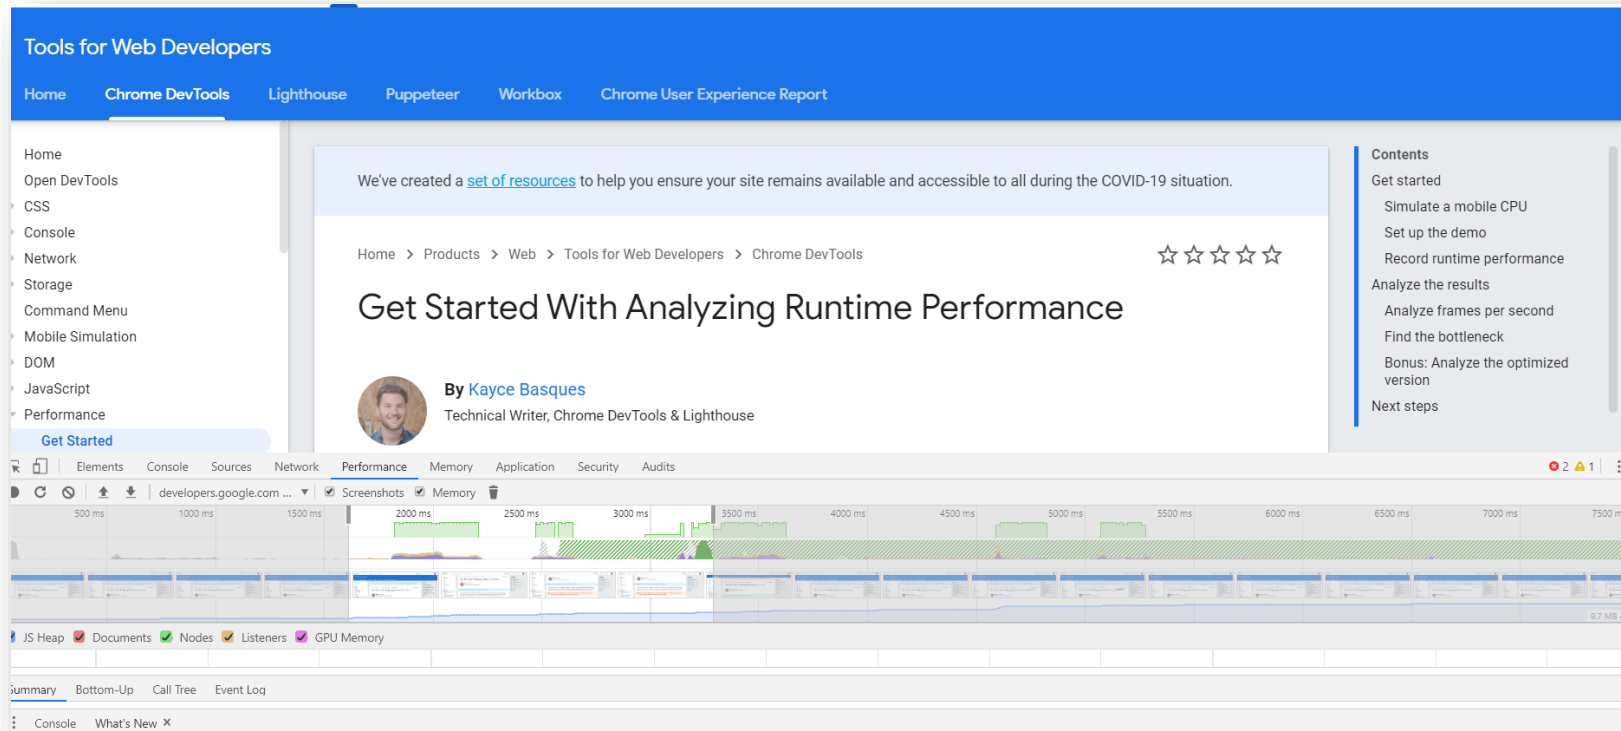 Tools for Web Developers
Home Chrome DevTools Lighthouse Puppeteer Workbox Chrome User Experience Report
Home
Open DevTools
CSS
Console
Network
Storage
Command Menu
Mobile Simulation
DOM
JavaScript
Performance
Get Started
We've created a set of resources to help you ensure your site remains available and accessible to all during the COVID-19 situation.
Home > Products > Web > Tools for Web Developers > Chrome DevTools
Get Started With Analyzing Runtime Performance
By Kayce Basques
Technical Writer, Chrome DevTools & Lighthouse
Contents
Get started
Simulate a mobile CPU
Set up the demo
Record runtime performance
Analyze the results
Analyze frames per second
Find the bottleneck
Bonus: Analyze the optimized
version
Next steps
Elements Console Sources Network Performance Memory Application Security Audits 2 1
developers.google.com ... Screenshots Memory
500 ms 1000 ms 1500 ms 2000 ms 2500 ms 3000 ms 3500 ms 4000 ms 4500 ms 5000 ms 5500 ms 6000 ms 6500 ms 7000 ms 7500 m
9.7 MB
JS Heap Documents Nodes Listeners GPU Memory
Summary Bottom-Up Call Tree Event Log
Console What's New ×